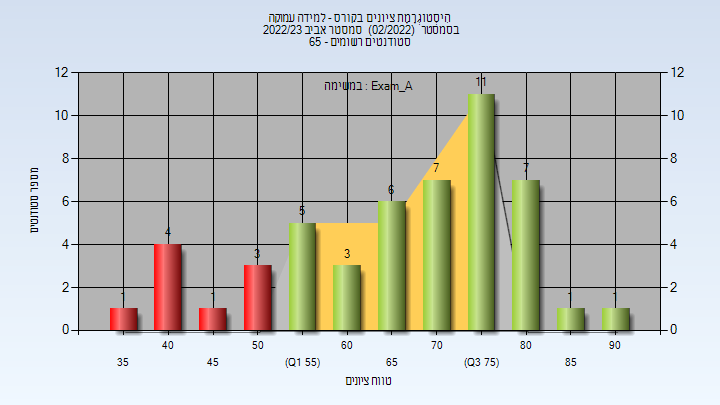 היסטוגרמת ציונים בקורס - למידה עמוקה
בסמסטר (02/2022) סמסטר אביב 2022/23
סטודנטים רשומים - 65
במשימה : Exam_A
מספר סטודנטים
12 12
10 10
8 8
6 6
4 4
2 2
0 0
1 4 1 3 5 3 6 7 11 7 1 1
40 50 60 70 80 90
35 45 (Q1 55) 65 (Q3 75) 85
טווח ציונים